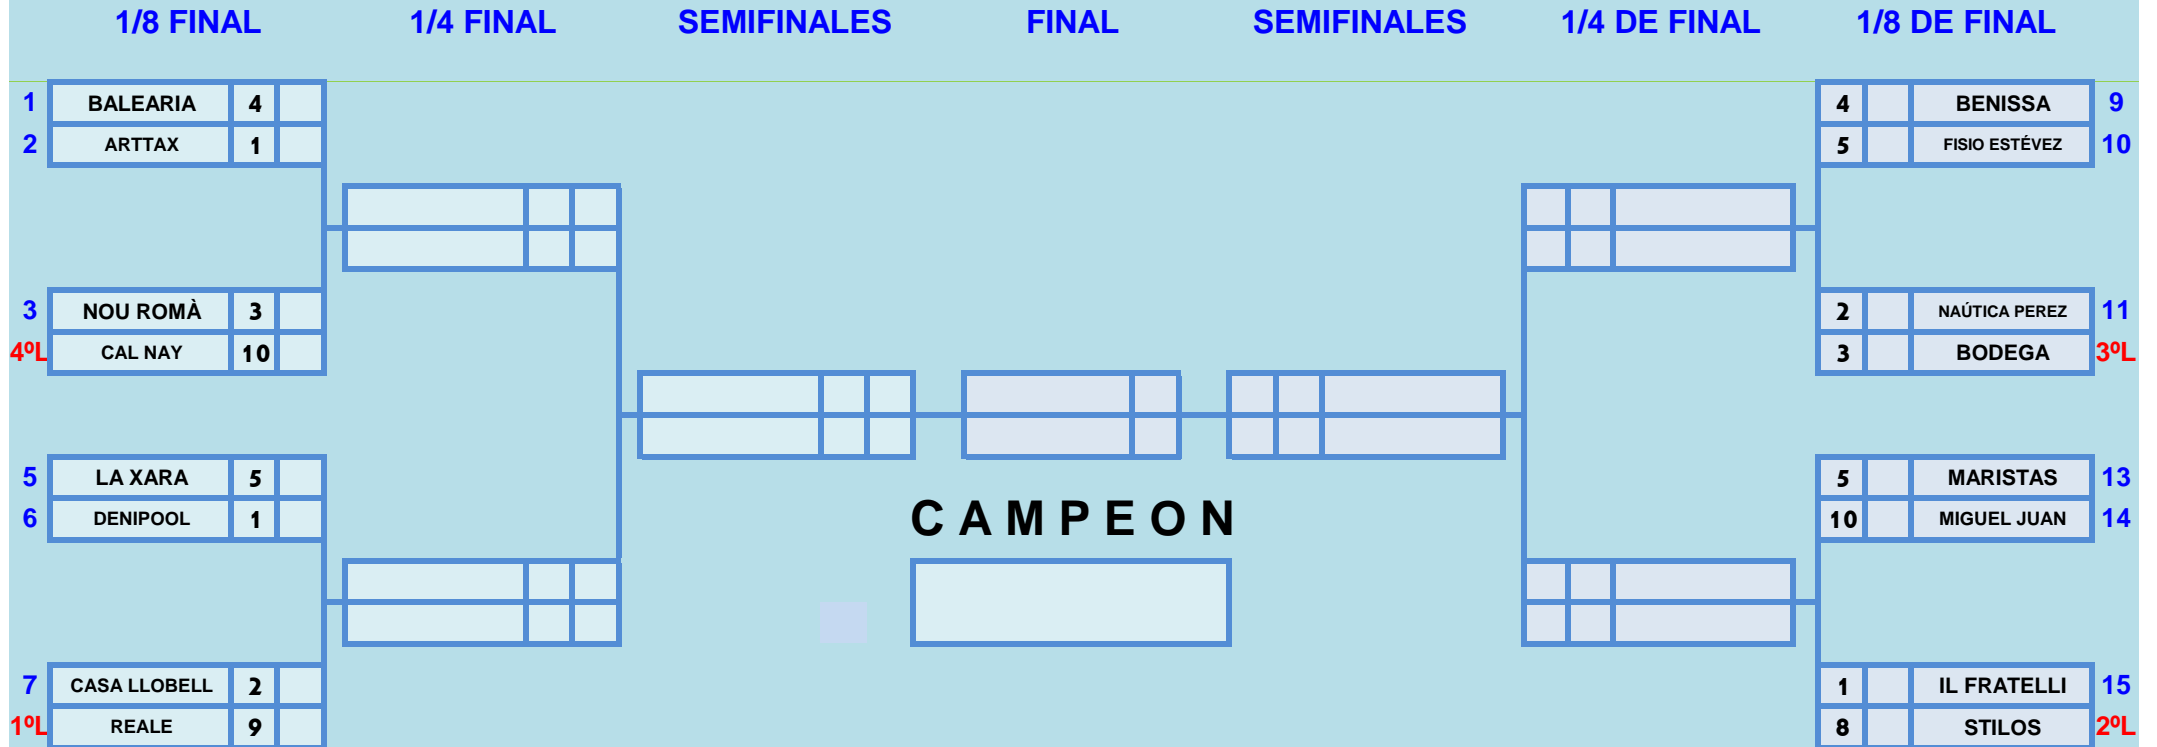 1/8 FINAL 1/4 FINAL SEMIFINALES FINAL SEMIFINALES 1/4 DE FINAL 1/8 DE FINAL
1 BALEARIA 4 4 BENISSA 9
2 ARTTAX 1 5 FISIO ESTÉVEZ 10
3 NOU ROMÀ 3 2 NAÚTICA PEREZ 11
4ºL CAL NAY 10 3 BODEGA 3ºL
5 LA XARA 5 5 MARISTAS 13
6 DENIPOOL 1 CAMPEON 10 MIGUEL JUAN 14
7 CASA LLOBELL 2 1 IL FRATELLI 15
1ºL REALE 9 8 STILOS 2ºL